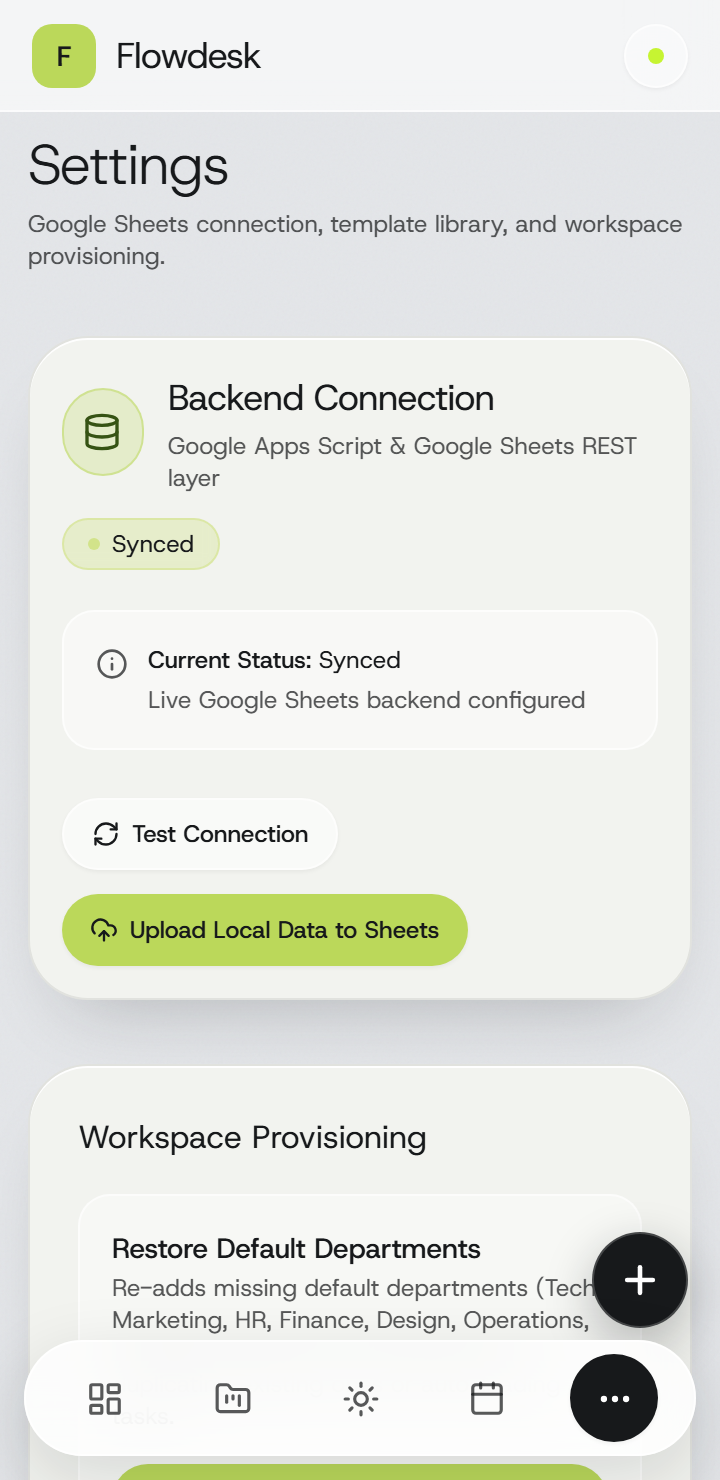 F
Flowdesk
Settings
Google Sheets connection, template library, and workspace
provisioning.
Backend Connection
Google Apps Script & Google Sheets REST
layer
Synced
Current Status: Synced
Live Google Sheets backend configured
Test Connection
Upload Local Data to Sheets
Workspace Provisioning
Restore Default Departments
Re-adds missing default departments (Tech
Marketing, HR, Finance, Design, Operations,
tasks.